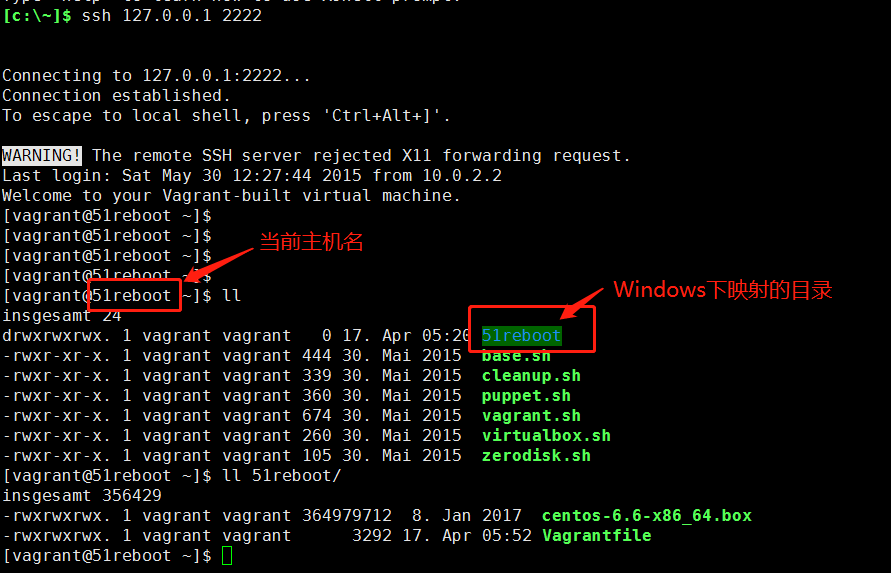 [c:\~]$ ssh 127.0.0.1 2222
Connecting to 127.0.0.1:2222...
Connection established.
To escape to local shell, press 'Ctrl+Alt+]'.
WARNING! The remote SSH server rejected X11 forwarding request.
Last login: Sat May 30 12:27:44 2015 from 10.0.2.2
Welcome to your Vagrant-built virtual machine.
[vagrant@51reboot ~]$
[vagrant@51reboot ~]$
[vagrant@51reboot ~]$
当前主机名
[vagrant@51reboot ~]$
[vagrant@51reboot ~]$ ll
Windows下映射的目录
insgesamt 24
drwxrwxrwx. 1 vagrant vagrant   0 17. Apr 05:20 51reboot
-rwxr-xr-x. 1 vagrant vagrant 444 30. Mai 2015  base.sh
-rwxr-xr-x. 1 vagrant vagrant 339 30. Mai 2015  cleanup.sh
-rwxr-xr-x. 1 vagrant vagrant 360 30. Mai 2015  puppet.sh
-rwxr-xr-x. 1 vagrant vagrant 674 30. Mai 2015  vagrant.sh
-rwxr-xr-x. 1 vagrant vagrant 260 30. Mai 2015  virtualbox.sh
-rwxr-xr-x. 1 vagrant vagrant 105 30. Mai 2015  zerodisk.sh
[vagrant@51reboot ~]$ ll 51reboot/
insgesamt 356429
-rwxrwxrwx. 1 vagrant vagrant 364979712  8. Jan 2017  centos-6.6-x86_64.box
-rwxrwxrwx. 1 vagrant vagrant      3292 17. Apr 05:52 Vagrantfile
[vagrant@51reboot ~]$